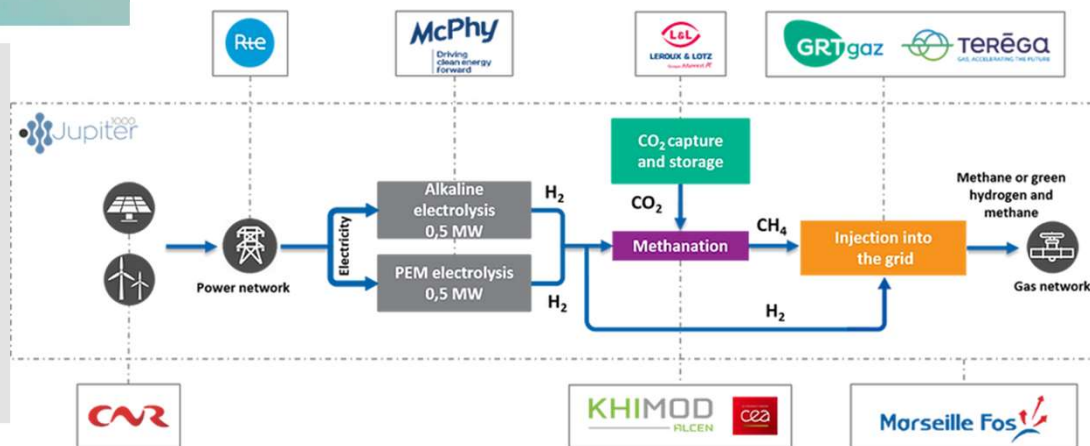 Rte
McPhy
Driving
clean energy
forward
L&L
LEROUX & LOTZ
GRTgaz
TERĒGA
GAS, ACCELERATING THE FUTURE
Jupiter
1000
CO₂ capture
and storage
Alkaline
electrolysis
0,5 MW
H₂
CO₂
Methane or green
hydrogen and
methane
Electricity
Methanation
CH₄
Injection into
the grid
Power network
PEM electrolysis
0,5 MW
H₂
H₂
Gas network
CNR
KHIMOD
ALCEN
cea
Marseille Fos